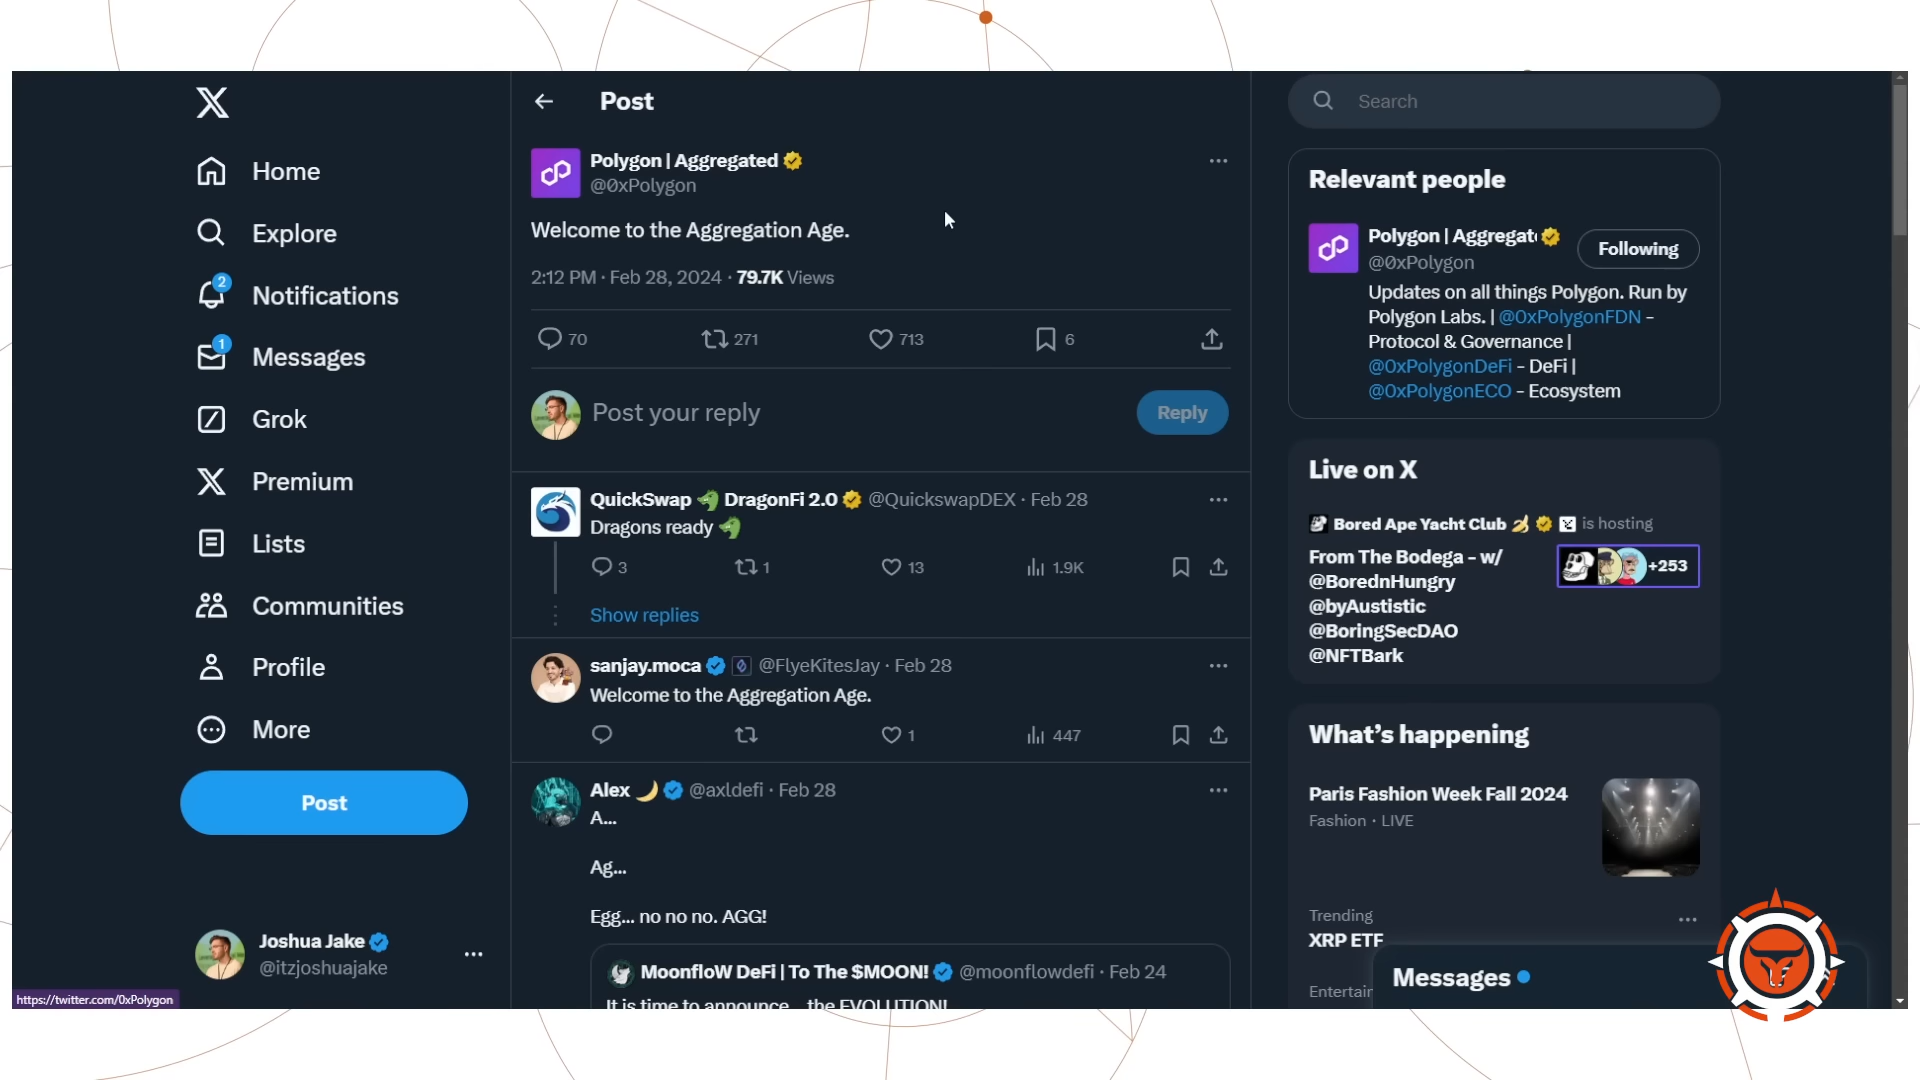 Home
Explore
2
Notifications
1
Messages
Grok
Premium
Lists
Communities
Profile
More
Post
Joshua Jake
@itzjoshuajake
https://twitter.com/0xPolygon
Post
Polygon | Aggregated
@0xPolygon
Welcome to the Aggregation Age.
2:12 PM · Feb 28, 2024 · 79.7K Views
70 271 713 6
Post your reply
Reply
QuickSwap DragonFi 2.0 @QuickswapDEX · Feb 28
Dragons ready
3 1 13 1.9K
Show replies
sanjay.moca @FlyeKitesJay · Feb 28
Welcome to the Aggregation Age.
1 447
Alex @axldefi · Feb 28
A...
Ag...
Egg... no no no. AGG!
MoonfloW DeFi | To The $MOON! @moonflowdefi · Feb 24
It is time to announce... the EVOLUTION!
Search
Relevant people
Polygon | Aggregat
@0xPolygon
Following
Updates on all things Polygon. Run by
Polygon Labs. | @0xPolygonFDN -
Protocol & Governance |
@0xPolygonDeFi - DeFi |
@0xPolygonECO - Ecosystem
Live on X
Bored Ape Yacht Club is hosting
From The Bodega - w/
@BorednHungry
@byAustistic
@BoringSecDAO
@NFTBark
+253
What's happening
Paris Fashion Week Fall 2024
Fashion · LIVE
Trending
XRP ETF
Entertain
Messages